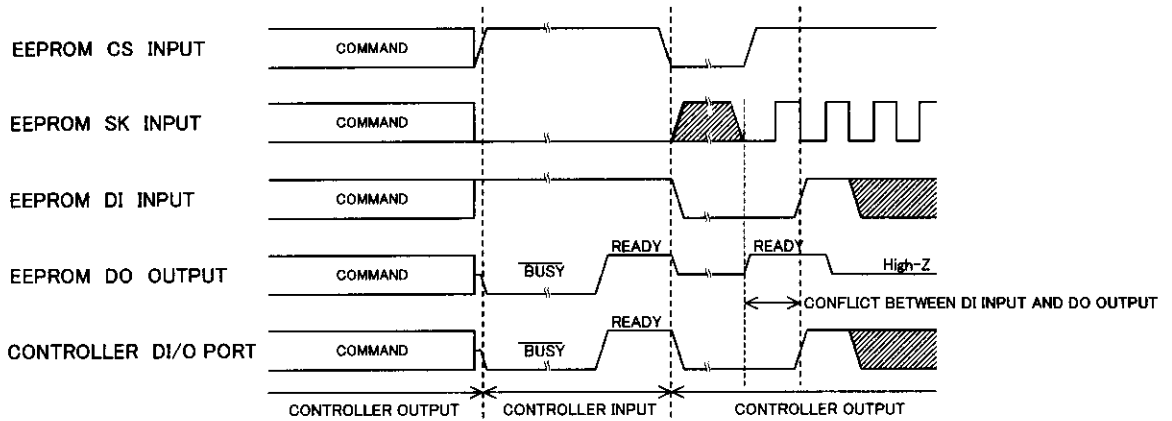 EEPROM CS INPUT COMMAND
EEPROM SK INPUT COMMAND
EEPROM DI INPUT COMMAND
EEPROM DO OUTPUT COMMAND BUSY READY READY High-Z
CONFLICT BETWEEN DI INPUT AND DO OUTPUT
CONTROLLER DI/O PORT COMMAND BUSY READY
CONTROLLER OUTPUT CONTROLLER INPUT CONTROLLER OUTPUT